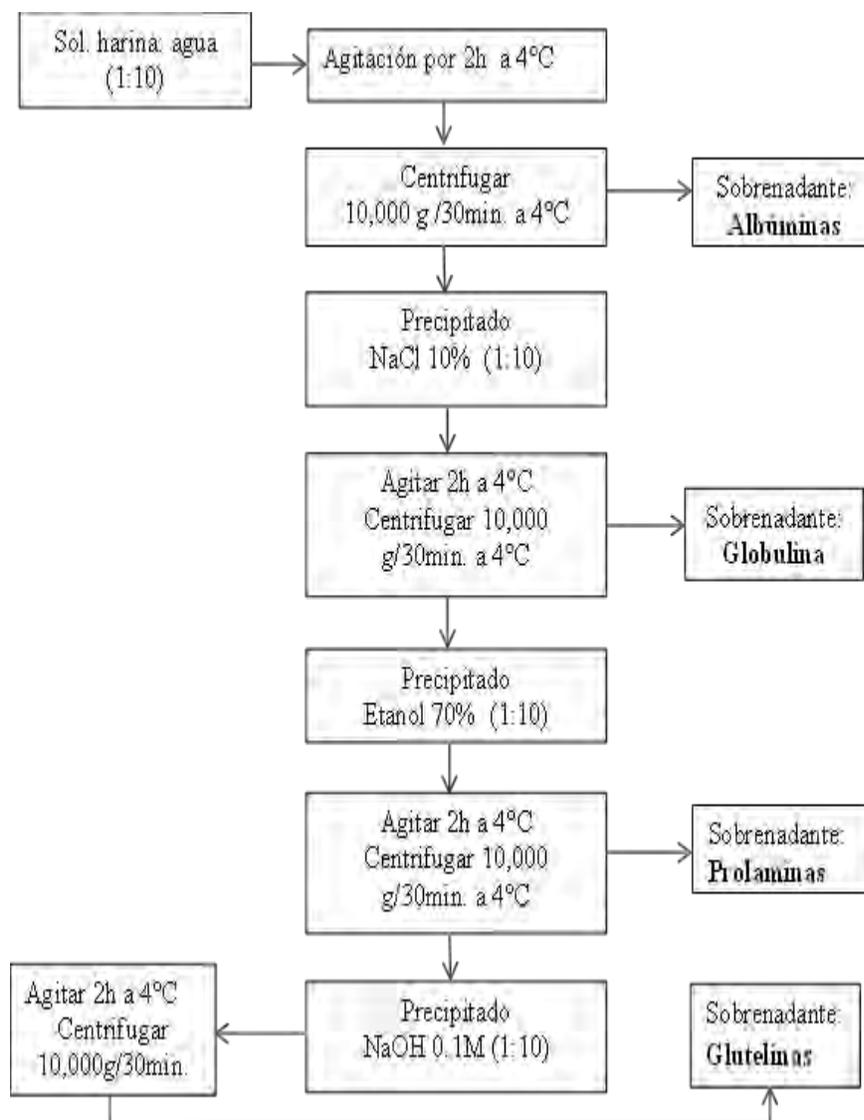 Sol. harina: agua
(1:10)
Agitación por 2h a 4°C
Centrifugar
10,000 g /30min. a 4°C
Sobrenadante:
Albúminas
Precipitado
NaCl 10% (1:10)
Agitar 2h a 4°C
Centrifugar 10,000
g/30min. a 4°C
Sobrenadante:
Globulina
Precipitado
Etanol 70% (1:10)
Agitar 2h a 4°C
Centrifugar 10,000
g/30min. a 4°C
Sobrenadante:
Prolaminas
Agitar 2h a 4°C
Centrifugar
10,000g/30min.
Precipitado
NaOH 0.1M (1:10)
Sobrenadante:
Glutelinas